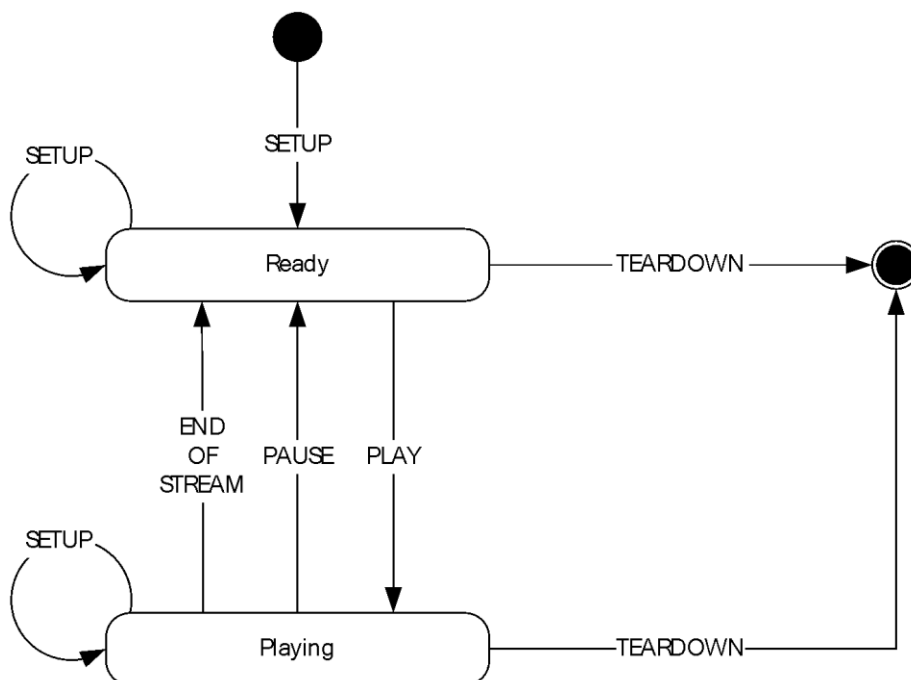 SETUP
SETUP
Ready
TEARDOWN
END
OF
STREAM
PAUSE
PLAY
SETUP
Playing
TEARDOWN